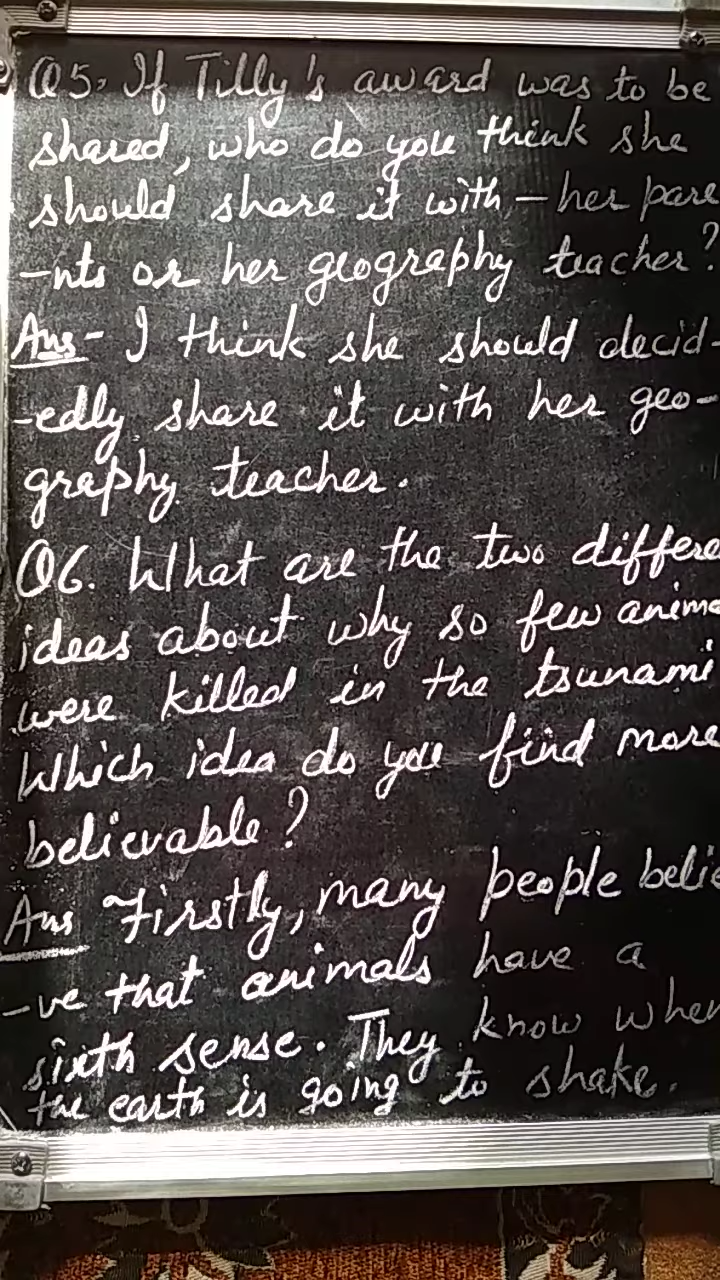 Q5. If Tilly's award was to be
shared, who do you think she
should share it with, - her pare
-nts or her geography teacher?
Ans - I think she should decid-
-edly share it with her geo-
graphy teacher.
Q6. What are the two differe
ideas about why so few anima
were killed in the tsunami
Which idea do you find more
believable?
Ans Firstly, many people belie
-ve that animals have a
sixth sense. They know when
the earth is going to shake.